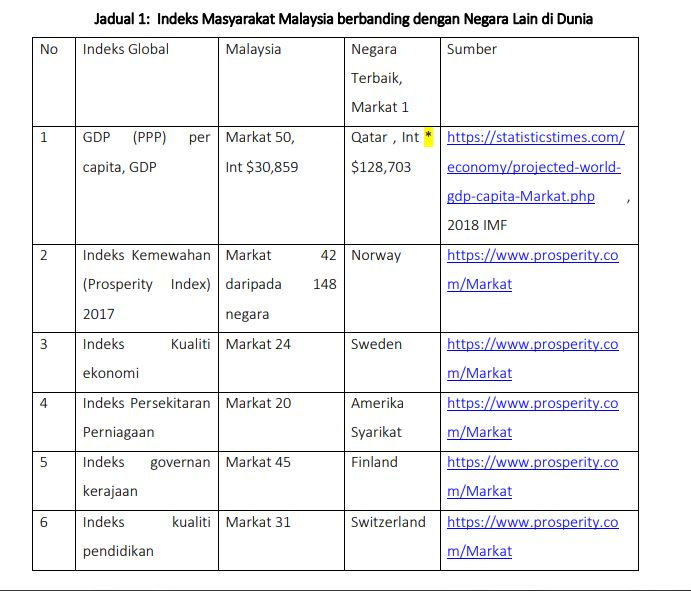 Jadual 1: Indeks Masyarakat Malaysia berbanding dengan Negara Lain di Dunia
No
Indeks Global
Malaysia
Negara
Terbaik,
Markat 1
Sumber
1
GDP (PPP) per
capita, GDP
Markat 50,
Int $30,859
Qatar , Int *
$128,703
https://statisticstimes.com/
economy/projected-world-
gdp-capita-Markat.php ,
2018 IMF
2
Indeks Kemewahan
(Prosperity Index)
2017
Markat 42
daripada 148
negara
Norway
https://www.prosperity.co
m/Markat
3
Indeks Kualiti
ekonomi
Markat 24
Sweden
https://www.prosperity.co
m/Markat
4
Indeks Persekitaran
Perniagaan
Markat 20
Amerika
Syarikat
https://www.prosperity.co
m/Markat
5
Indeks governan
kerajaan
Markat 45
Finland
https://www.prosperity.co
m/Markat
6
Indeks kualiti
pendidikan
Markat 31
Switzerland
https://www.prosperity.co
m/Markat